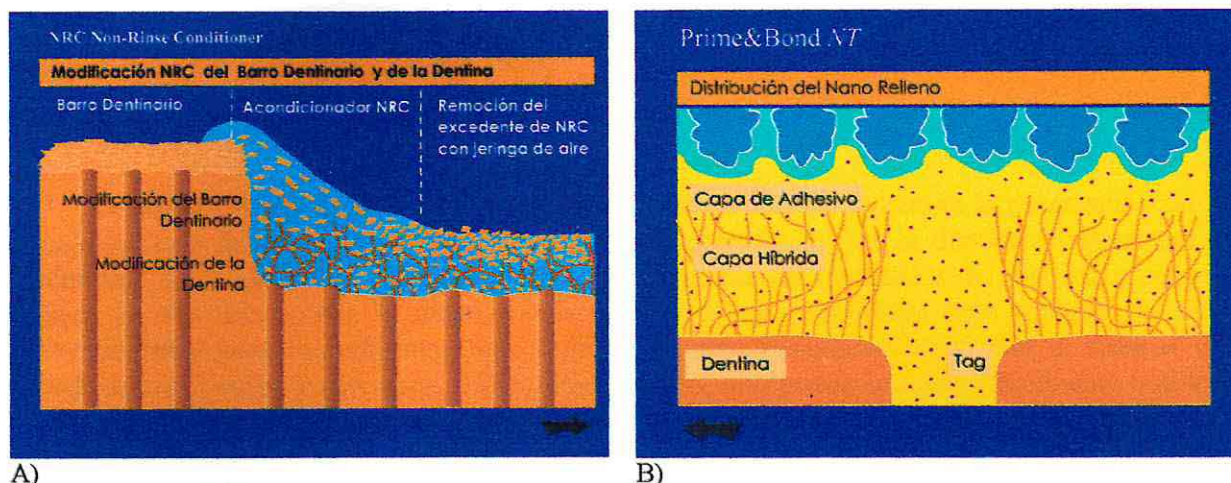 NRC Non-Rinse Conditioner
Modificación NRC del Barro Dentinario y de la Dentina
Barro Dentinario
Acondicionador NRC
Remoción del
excedente de NRC
con jeringa de aire
Modificación del Barro
Dentinario
Modificación de la
Dentina
A)
Prime&Bond NT
Distribución del Nano Relleno
Capa de Adhesivo
Capa Híbrida
Dentina
Tag
B)